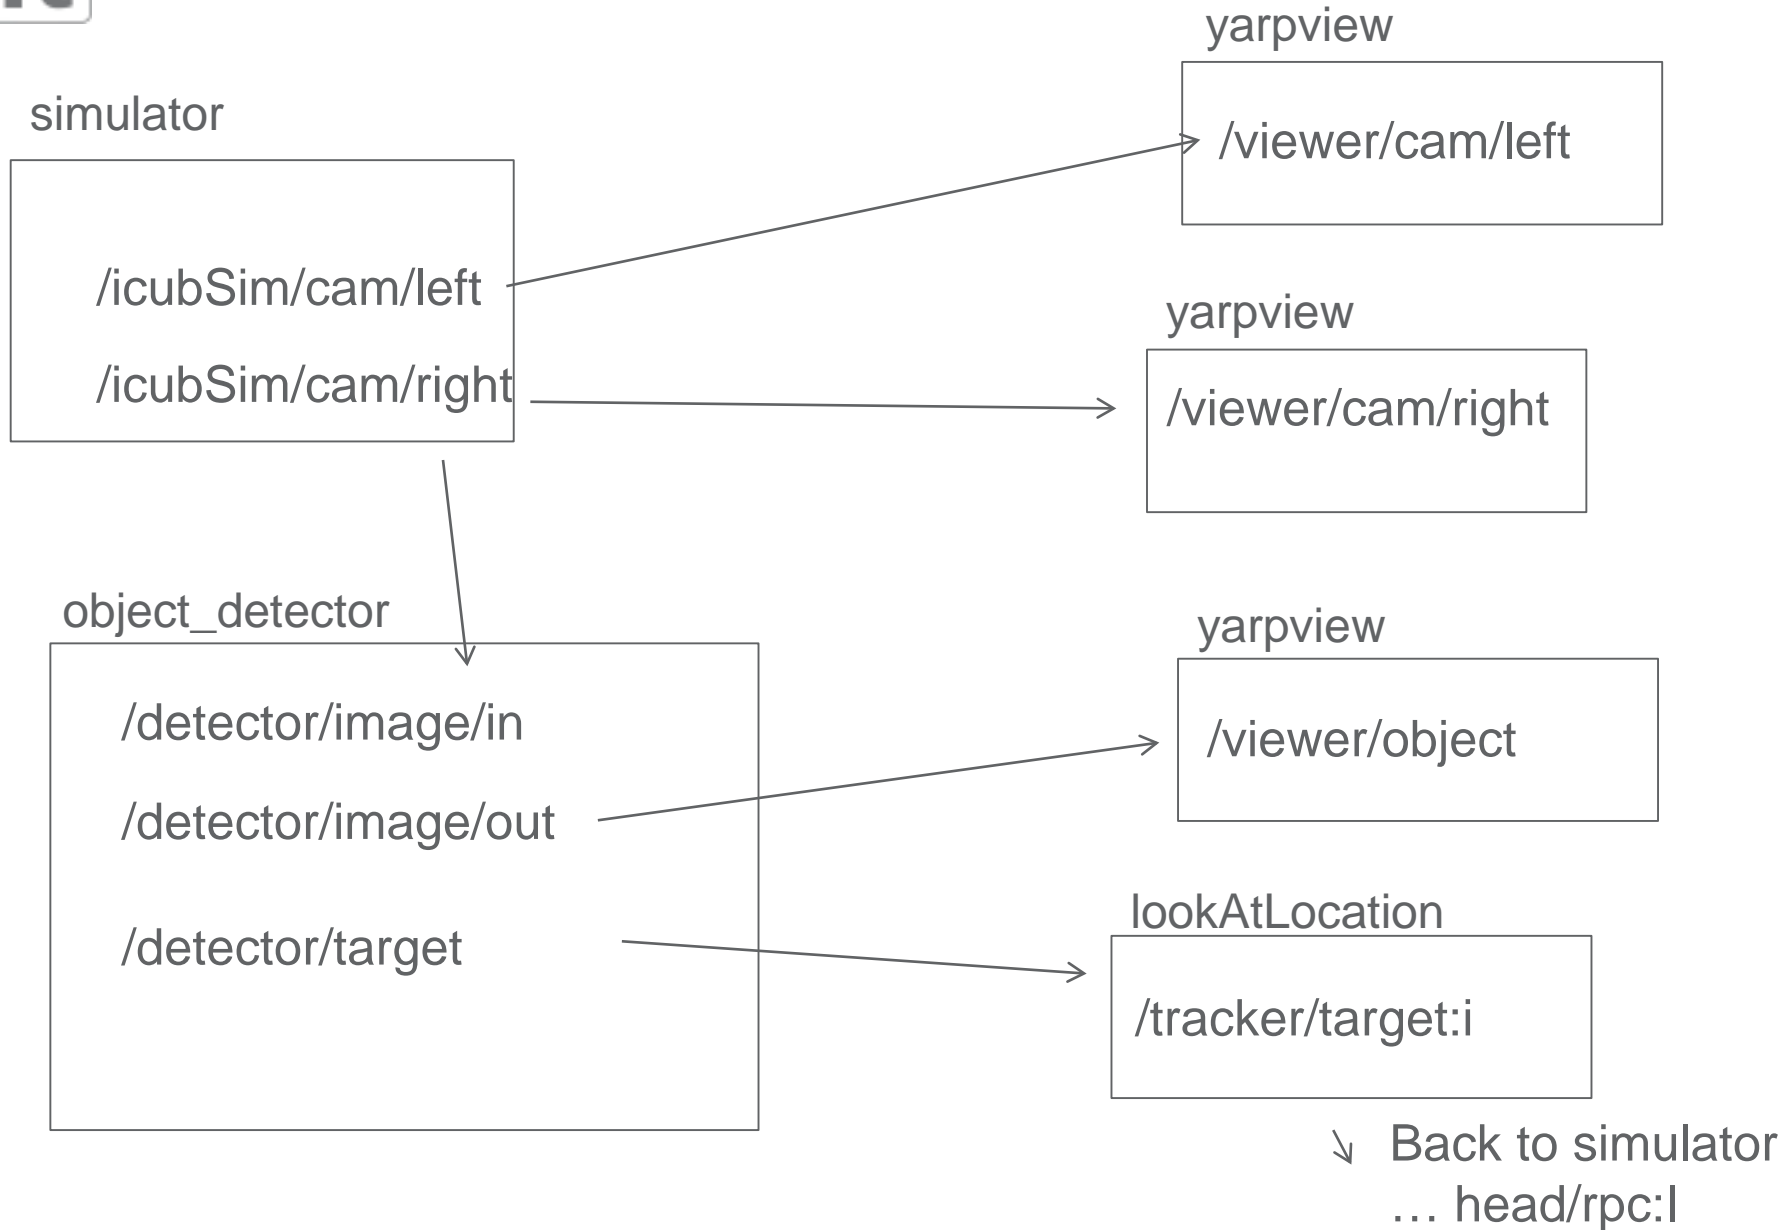 yarpview
simulator
/viewer/cam/left
/icubSim/cam/left
yarpview
/icubSim/cam/right
/viewer/cam/right
object_detector
yarpview
/detector/image/in
/viewer/object
/detector/image/out
lookAtLocation
/detector/target
/tracker/target:i
Back to simulator
… head/rpc:I